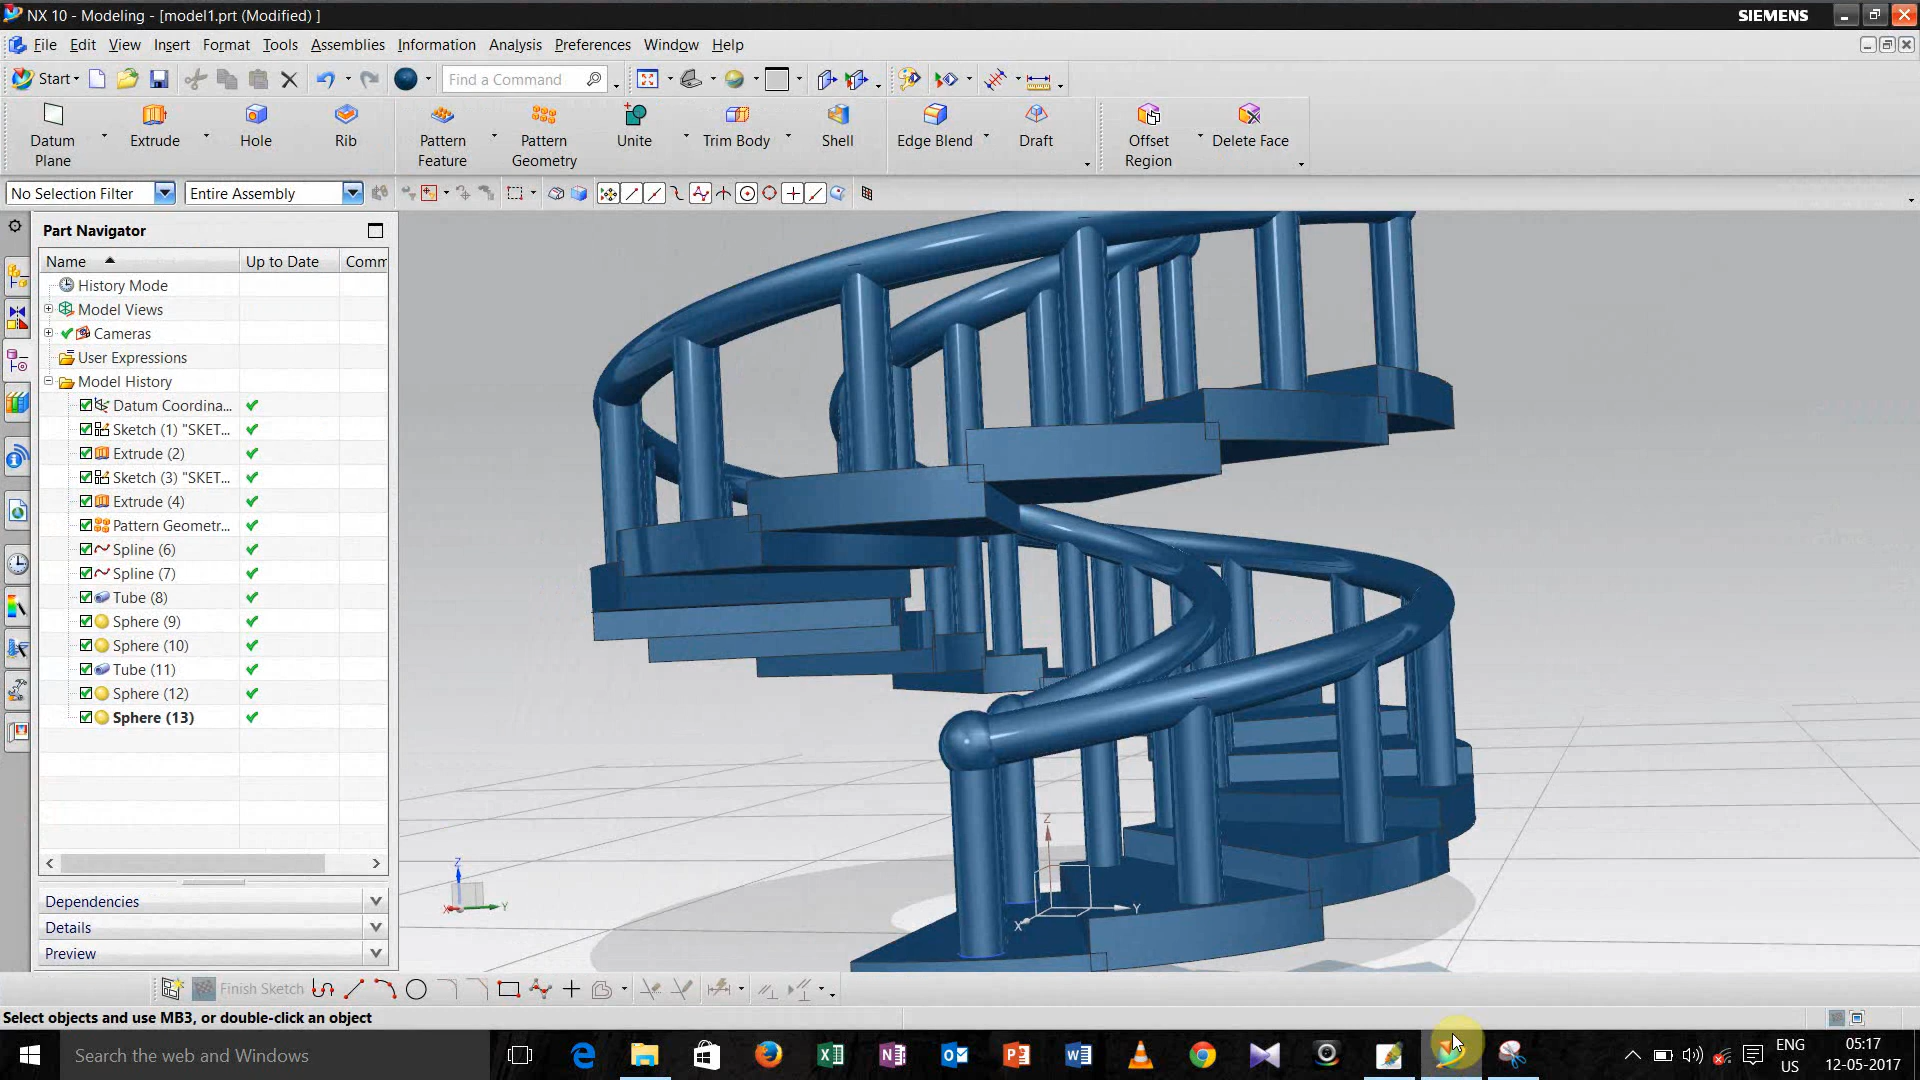 NX 10 - Modeling - [model1.prt (Modified) ]
SIEMENS
File Edit View Insert Format Tools Assemblies Information Analysis Preferences Window Help
Start Find a Command
Datum Plane
Extrude
Hole
Rib
Pattern Feature
Pattern Geometry
Unite
Trim Body
Shell
Edge Blend
Draft
Offset Region
Delete Face
No Selection Filter Entire Assembly
Part Navigator
Name Up to Date Comm
History Mode
Model Views
Cameras
User Expressions
Model History
Datum Coordina...
Sketch (1) "SKET...
Extrude (2)
Sketch (3) "SKET...
Extrude (4)
Pattern Geometr...
Spline (6)
Spline (7)
Tube (8)
Sphere (9)
Sphere (10)
Tube (11)
Sphere (12)
Sphere (13)
Dependencies
Details
Preview
Z
X Y
Z
X Y
Finish Sketch
Select objects and use MB3, or double-click an object
Search the web and Windows
ENG 05:17
US 12-05-2017